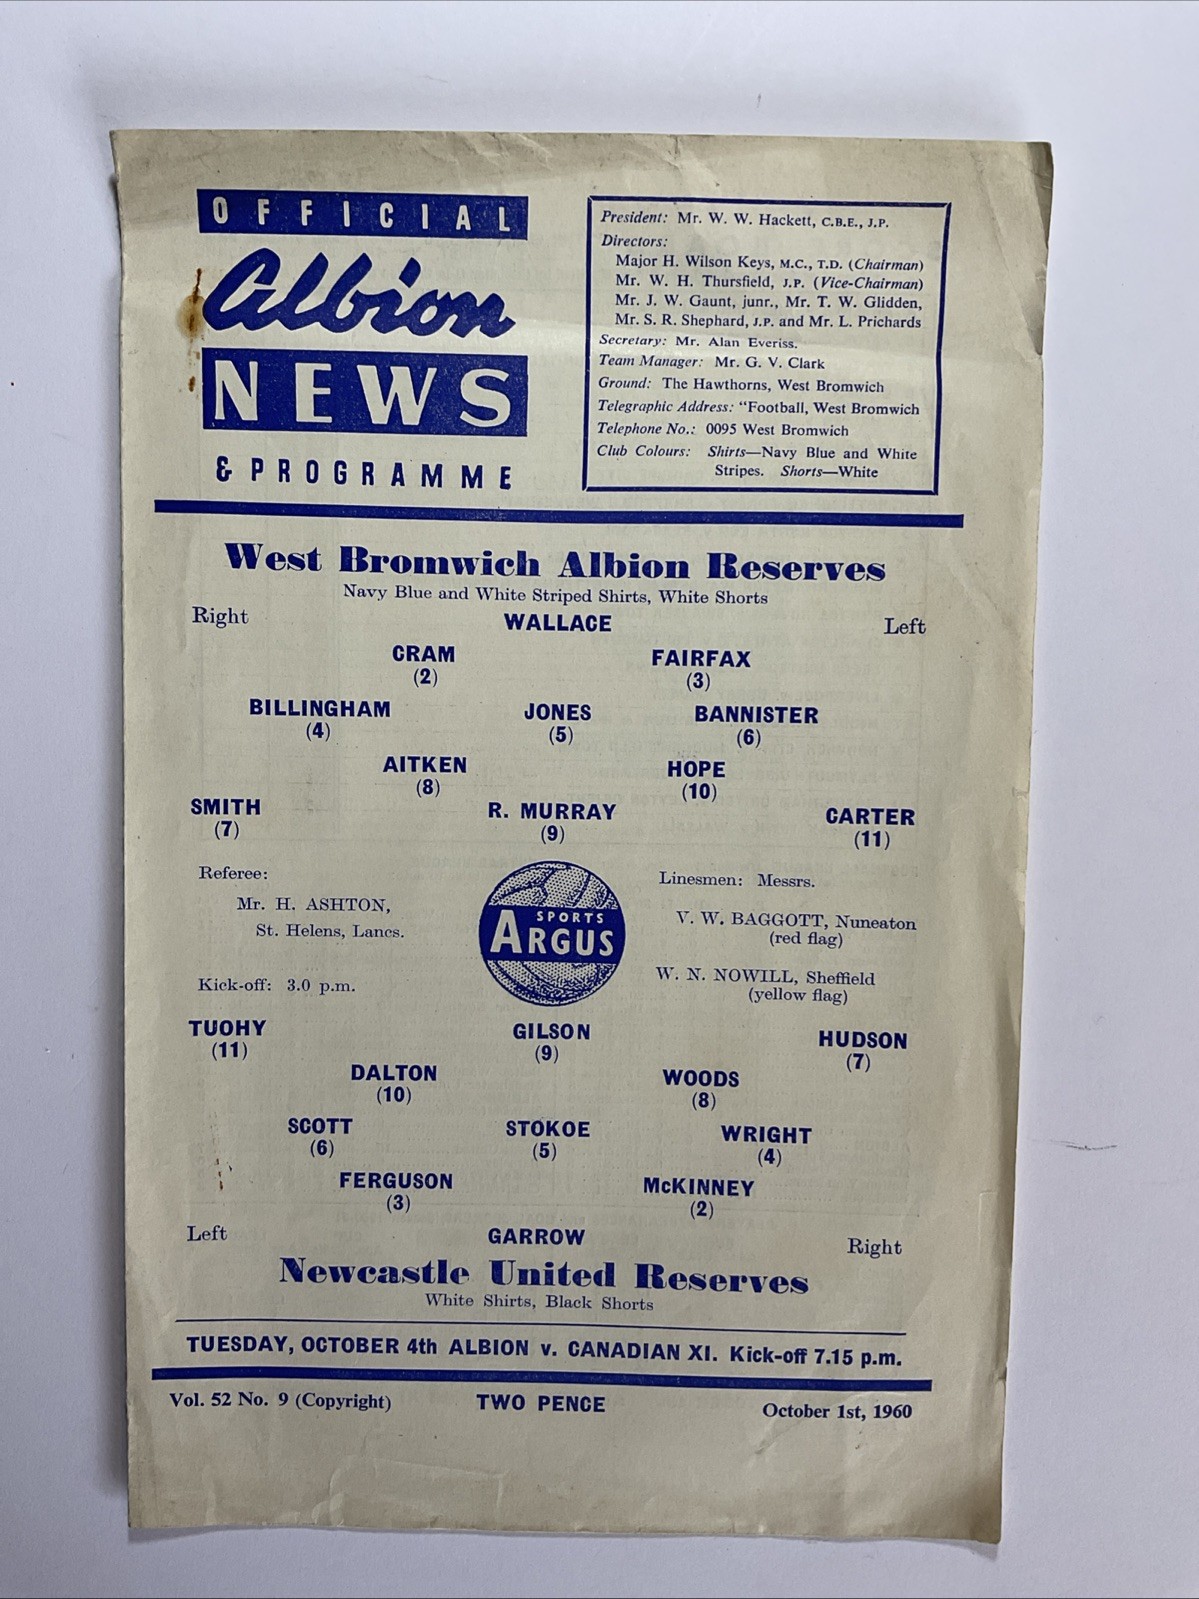 OFFICIAL
Albion
NEWS
& PROGRAMME
President: Mr. W. W. Hackett, C.B.E., J.P.
Directors:
Major H. Wilson Keys, M.C., T.D. (Chairman)
Mr. W. H. Thursfield, J.P. (Vice-Chairman)
Mr. J. W. Gaunt, junr., Mr. T. W. Glidden,
Mr. S. R. Shephard, J.P. and Mr. L. Prichards
Secretary: Mr. Alan Everiss.
Team Manager: Mr. G. V. Clark
Ground: The Hawthorns, West Bromwich
Telegraphic Address: "Football, West Bromwich
Telephone No.: 0095 West Bromwich
Club Colours: Shirts—Navy Blue and White
Stripes. Shorts—White
West Bromwich Albion Reserves
Navy Blue and White Striped Shirts, White Shorts
Right WALLACE Left
CRAM FAIRFAX
(2) (3)
BILLINGHAM JONES BANNISTER
(4) (5) (6)
AITKEN HOPE
(8) (10)
SMITH R. MURRAY CARTER
(7) (9) (11)
Referee:
Mr. H. ASHTON,
St. Helens, Lancs.
Kick-off: 3.0 p.m.
SPORTS
ARGUS
Linesmen: Messrs.
V. W. BAGGOTT, Nuneaton
(red flag)
W. N. NOWILL, Sheffield
(yellow flag)
TUOHY GILSON HUDSON
(11) (9) (7)
DALTON WOODS
(10) (8)
SCOTT STOKOE WRIGHT
(6) (5) (4)
FERGUSON McKINNEY
(3) (2)
Left GARROW Right
Newcastle United Reserves
White Shirts, Black Shorts
TUESDAY, OCTOBER 4th ALBION v. CANADIAN XI. Kick-off 7.15 p.m.
Vol. 52 No. 9 (Copyright) TWO PENCE October 1st, 1960